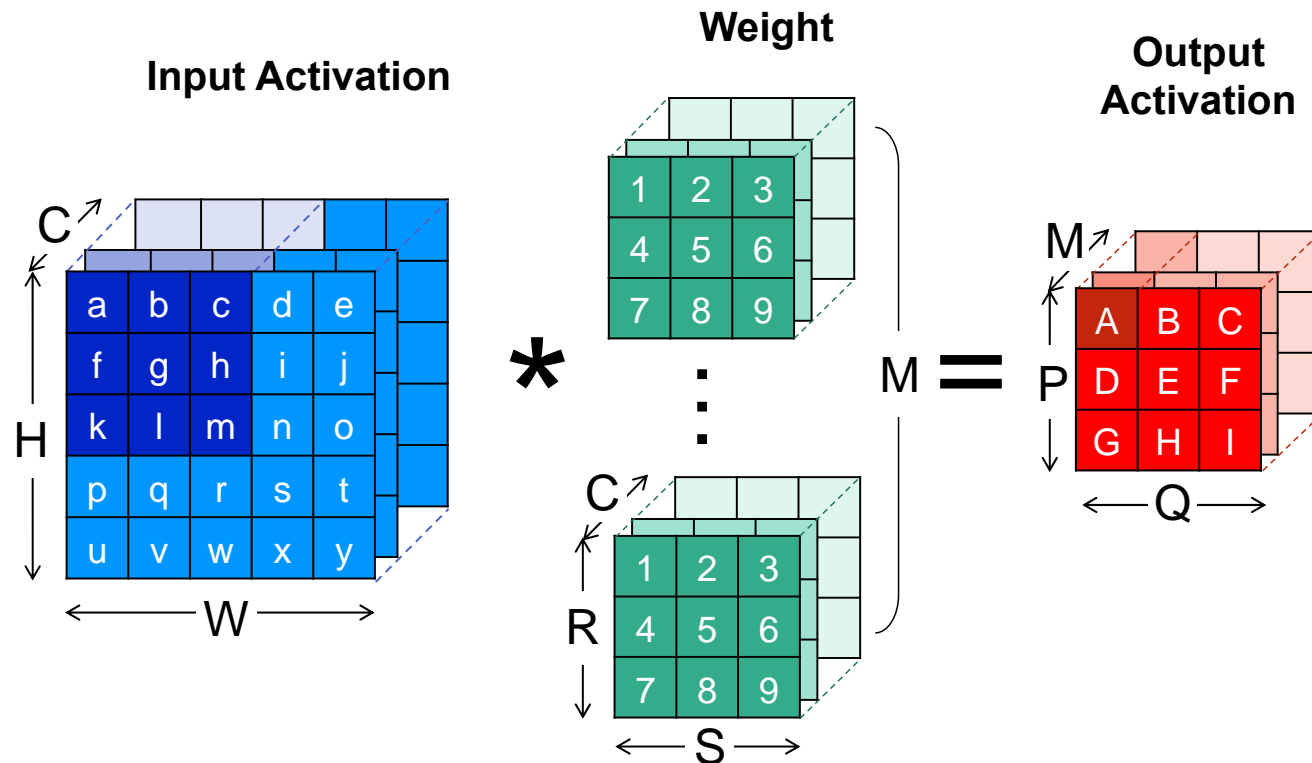 Input Activation
Weight
Output
Activation
C
H
W
a b c d e
f g h i j
k l m n o
p q r s t
u v w x y
*
1 2 3
4 5 6
7 8 9
⋮
C
R
S
1 2 3
4 5 6
7 8 9
M
=
M
P
Q
A B C
D E F
G H I